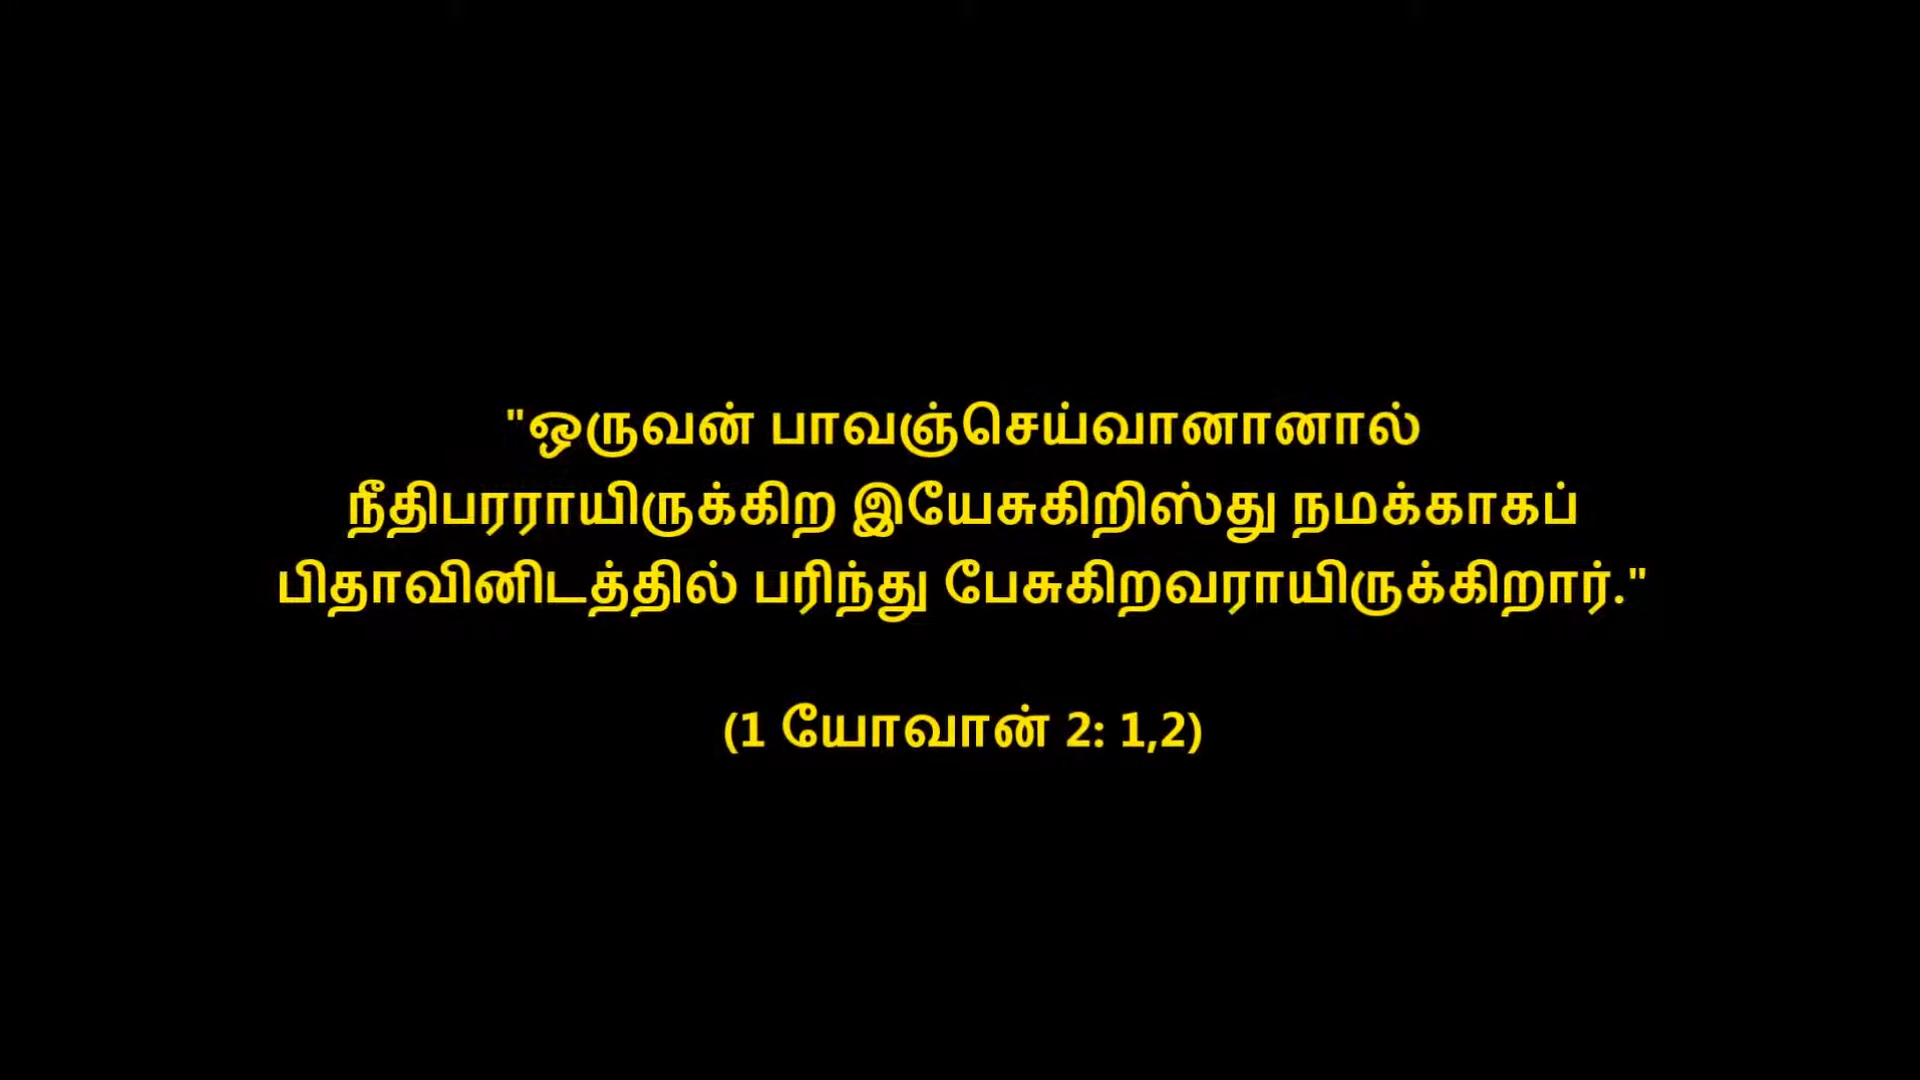 "ஒருவன் பாவஞ்செய்வானானால்
நீதிபரராயிருக்கிற இயேசுகிறிஸ்து நமக்காகப்
பிதாவினிடத்தில் பரிந்து பேசுகிறவராயிருக்கிறார்."
(1 யோவான் 2: 1,2)